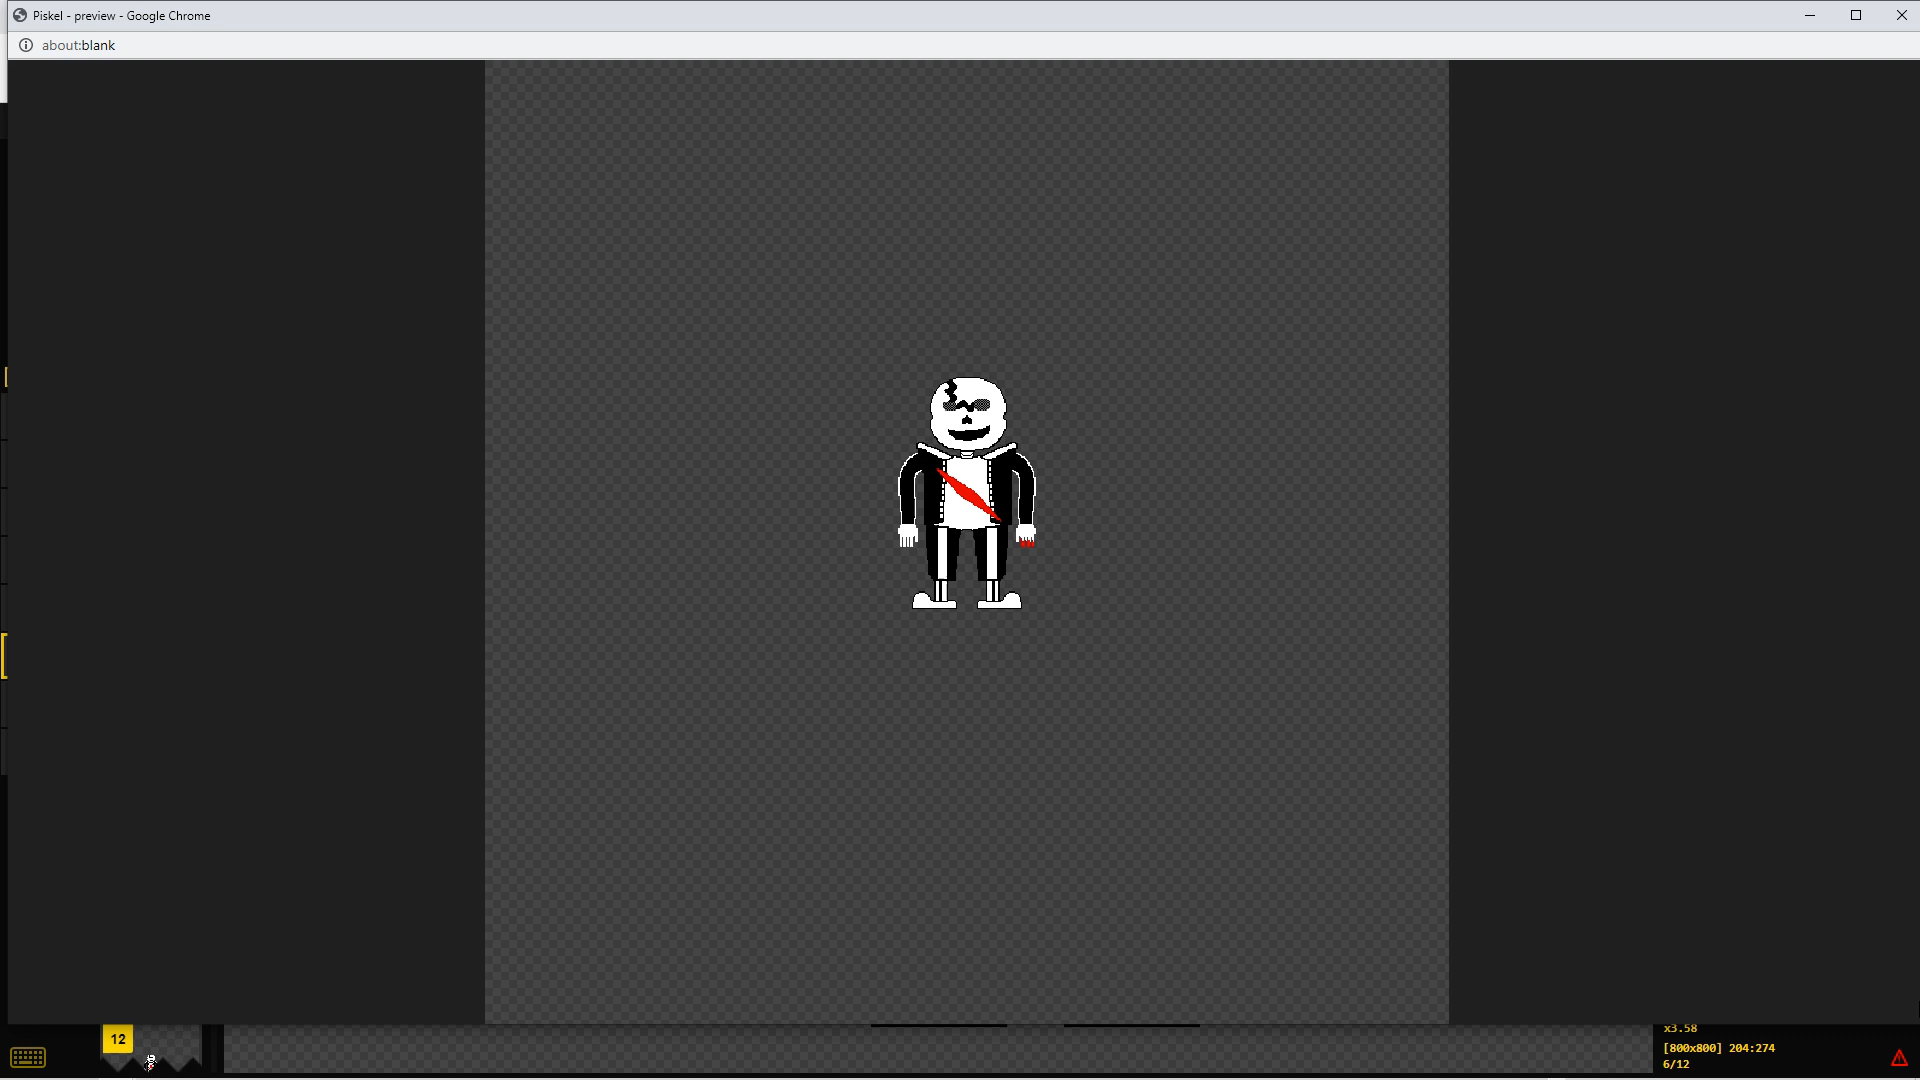 Piskel - preview - Google Chrome
about:blank
12
x3.58
[800x800] 204:274
6/12